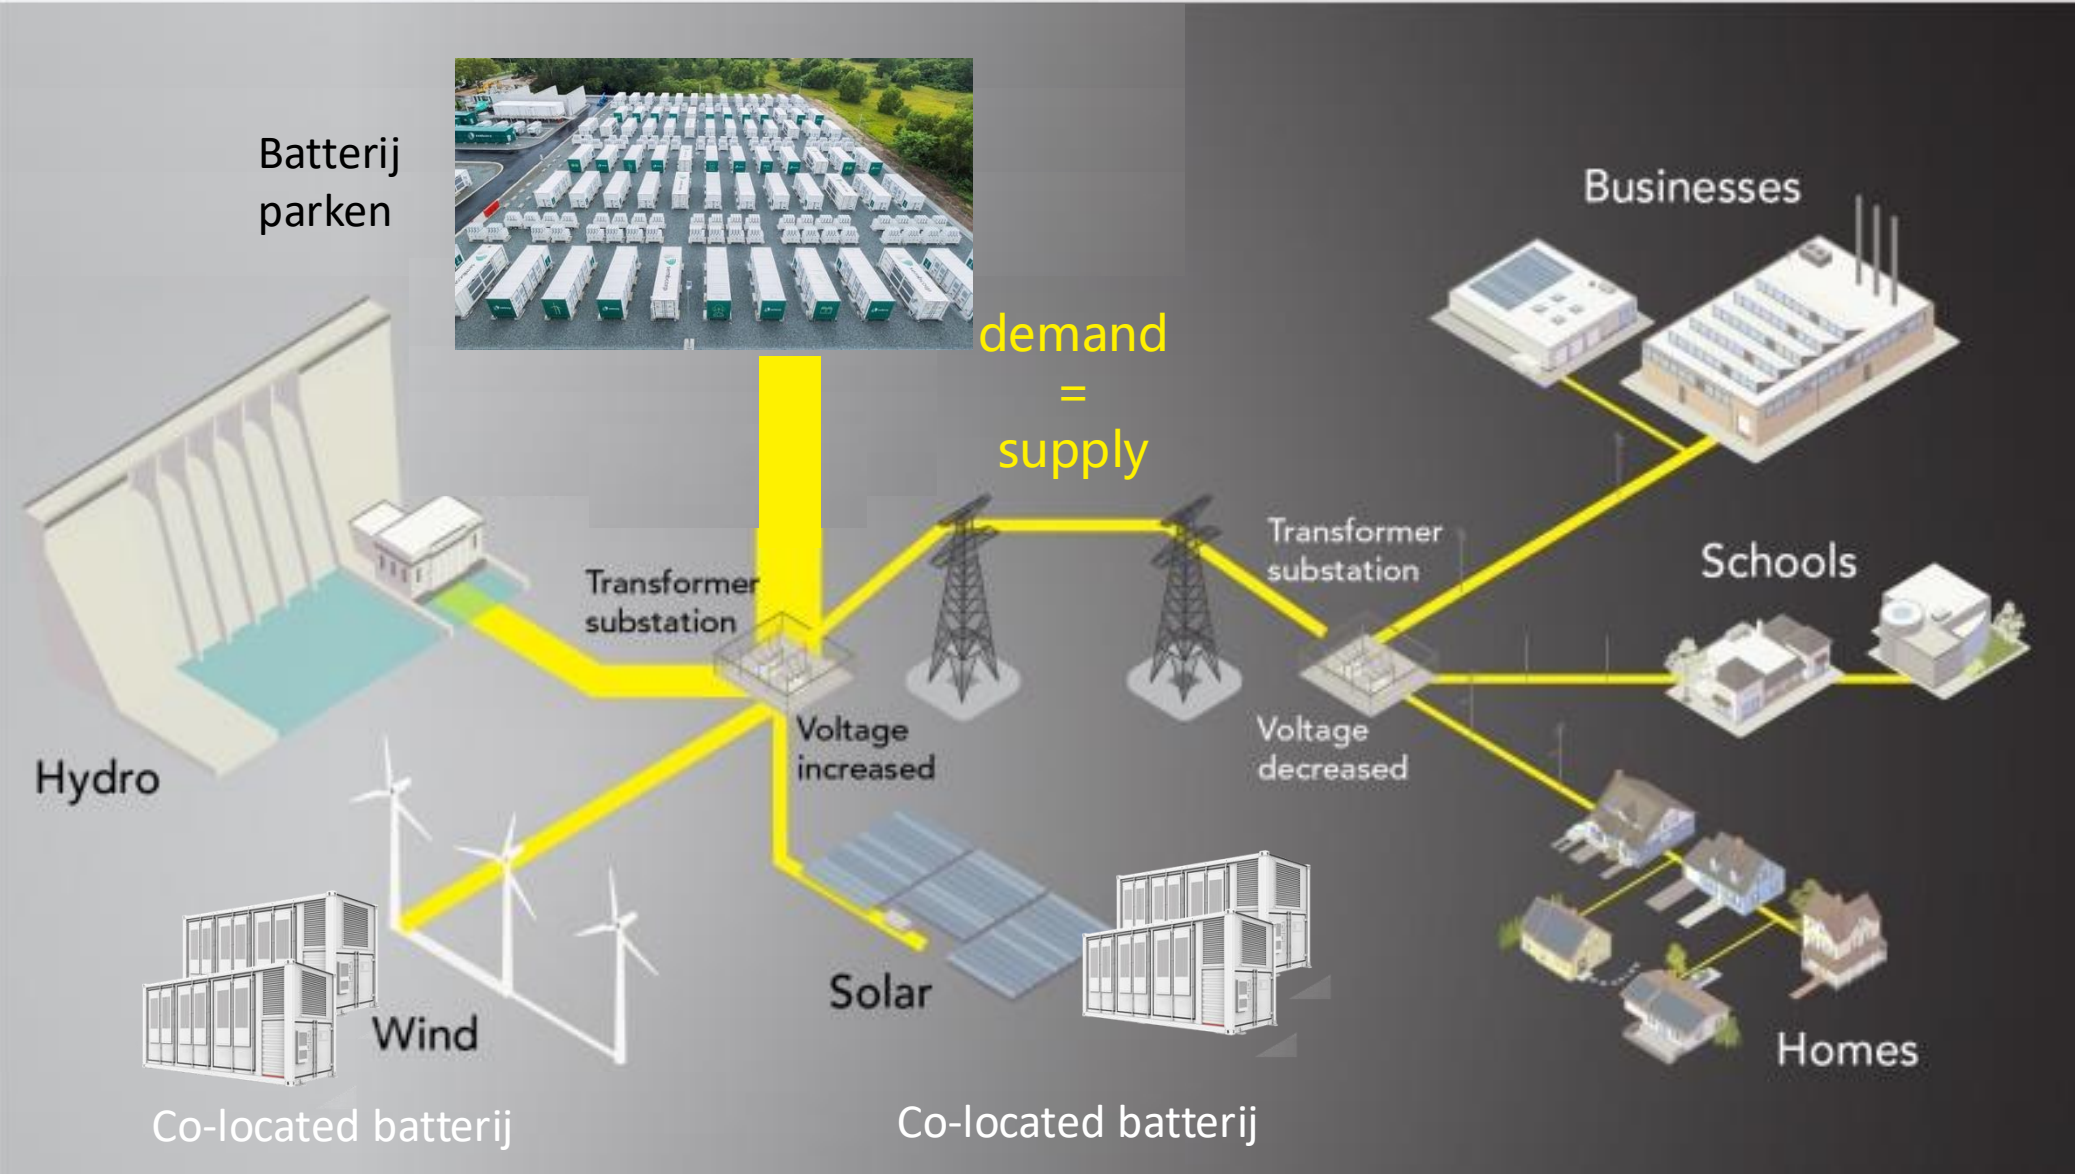 Batterij
parken
demand
=
supply
Businesses
Transformer
substation
Transformer
substation
Schools
Hydro
Voltage
increased
Voltage
decreased
Solar
Wind
Homes
Co-located batterij
Co-located batterij